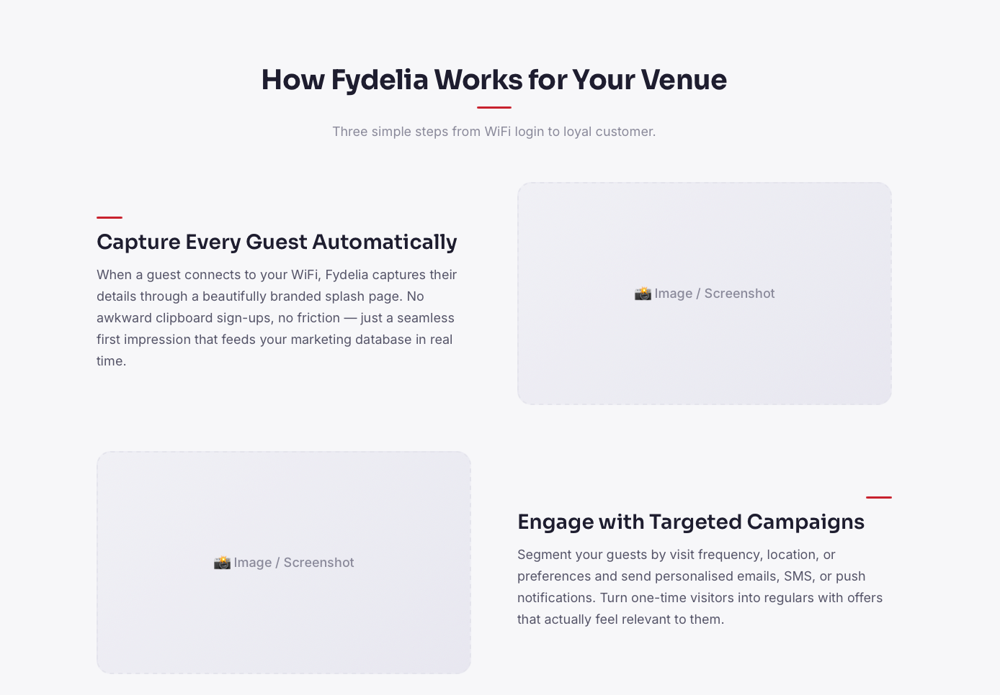 How Fydelia Works for Your Venue
Three simple steps from WiFi login to loyal customer.
Capture Every Guest Automatically
When a guest connects to your WiFi, Fydelia captures their
details through a beautifully branded splash page. No
awkward clipboard sign-ups, no friction — just a seamless
first impression that feeds your marketing database in real
time.
📸 Image / Screenshot
📸 Image / Screenshot
Engage with Targeted Campaigns
Segment your guests by visit frequency, location, or
preferences and send personalised emails, SMS, or push
notifications. Turn one-time visitors into regulars with offers
that actually feel relevant to them.